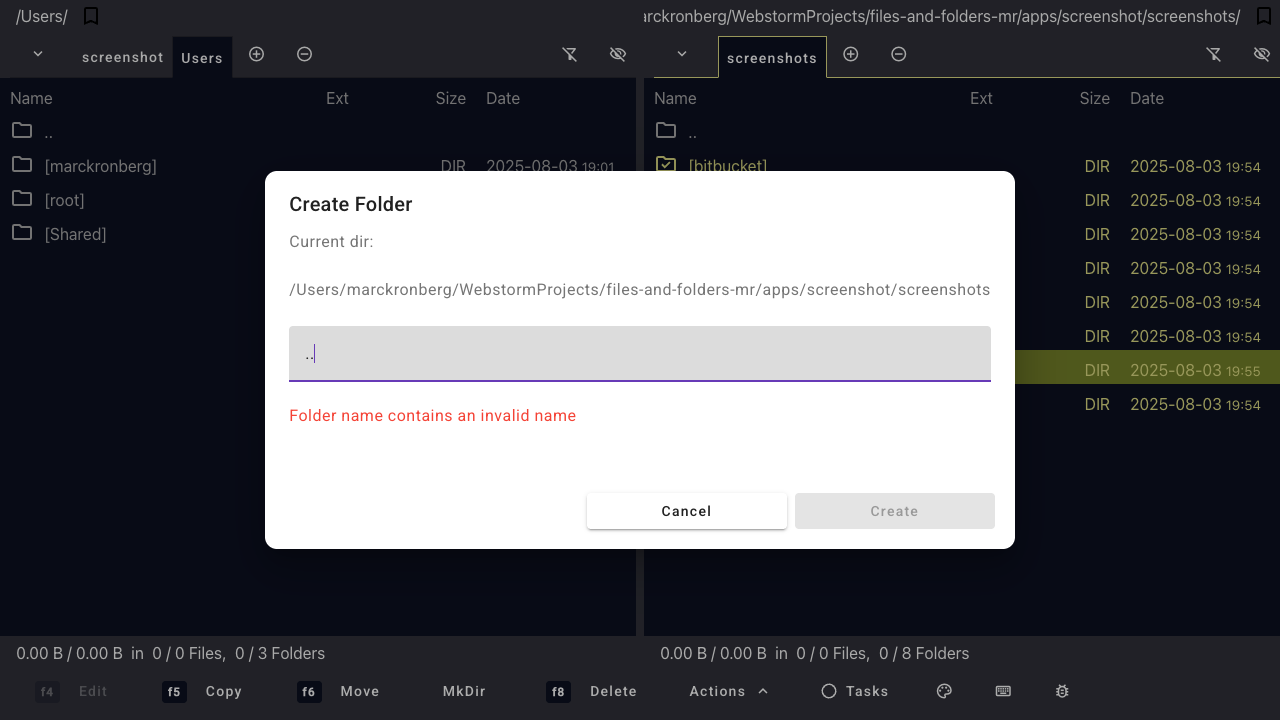 /Users/
arckronberg/WebstormProjects/files-and-folders-mr/apps/screenshot/screenshots/
screenshot Users
screenshots
Name Ext Size Date
..
[marckronberg] DIR 2025-08-03 19:01
[root]
[Shared]
Name Ext Size Date
..
[bitbucket] DIR 2025-08-03 19:54
DIR 2025-08-03 19:54
DIR 2025-08-03 19:54
DIR 2025-08-03 19:54
DIR 2025-08-03 19:54
DIR 2025-08-03 19:54
DIR 2025-08-03 19:55
DIR 2025-08-03 19:54
Create Folder
Current dir:
/Users/marckronberg/WebstormProjects/files-and-folders-mr/apps/screenshot/screenshots
..
Folder name contains an invalid name
Cancel Create
0.00 B / 0.00 B in 0 / 0 Files, 0 / 3 Folders
0.00 B / 0.00 B in 0 / 0 Files, 0 / 8 Folders
f4 Edit f5 Copy f6 Move MkDir f8 Delete Actions Tasks